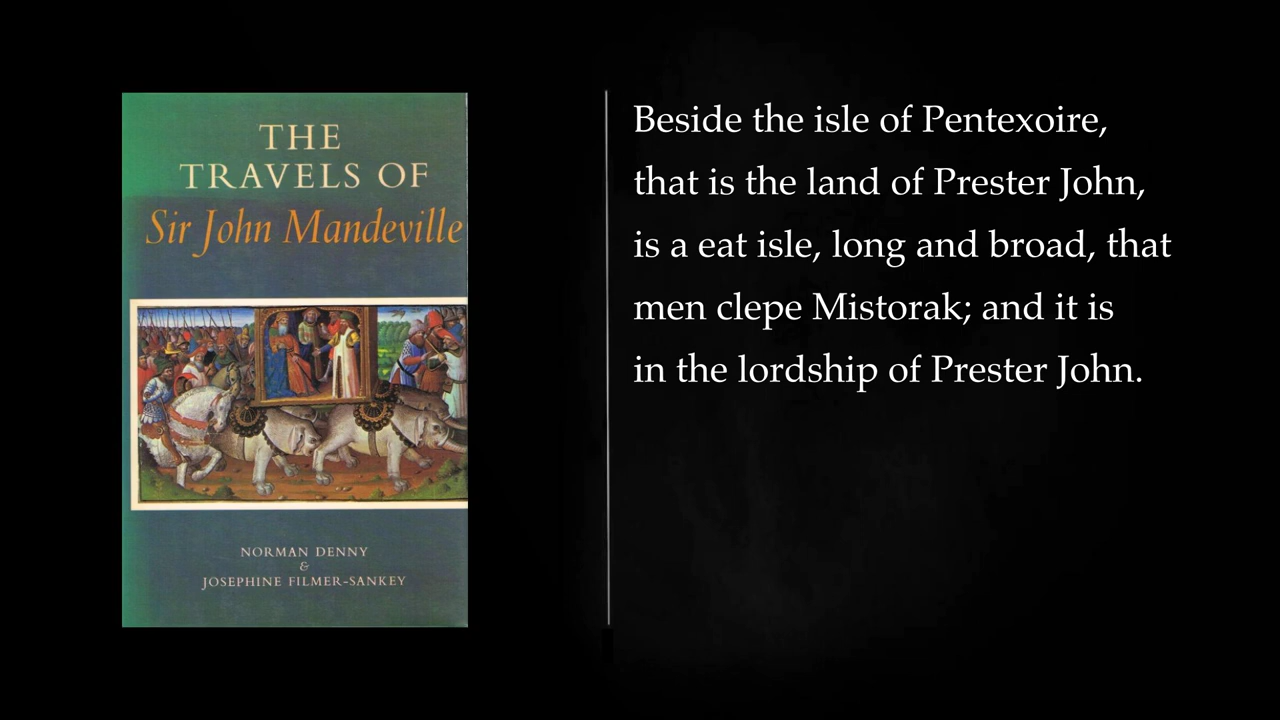 THE
TRAVELS OF
Sir John Mandeville
NORMAN DENNY
&
JOSEPHINE FILMER-SANKEY
Beside the isle of Pentexoire,
that is the land of Prester John,
is a eat isle, long and broad, that
men clepe Mistorak; and it is
in the lordship of Prester John.